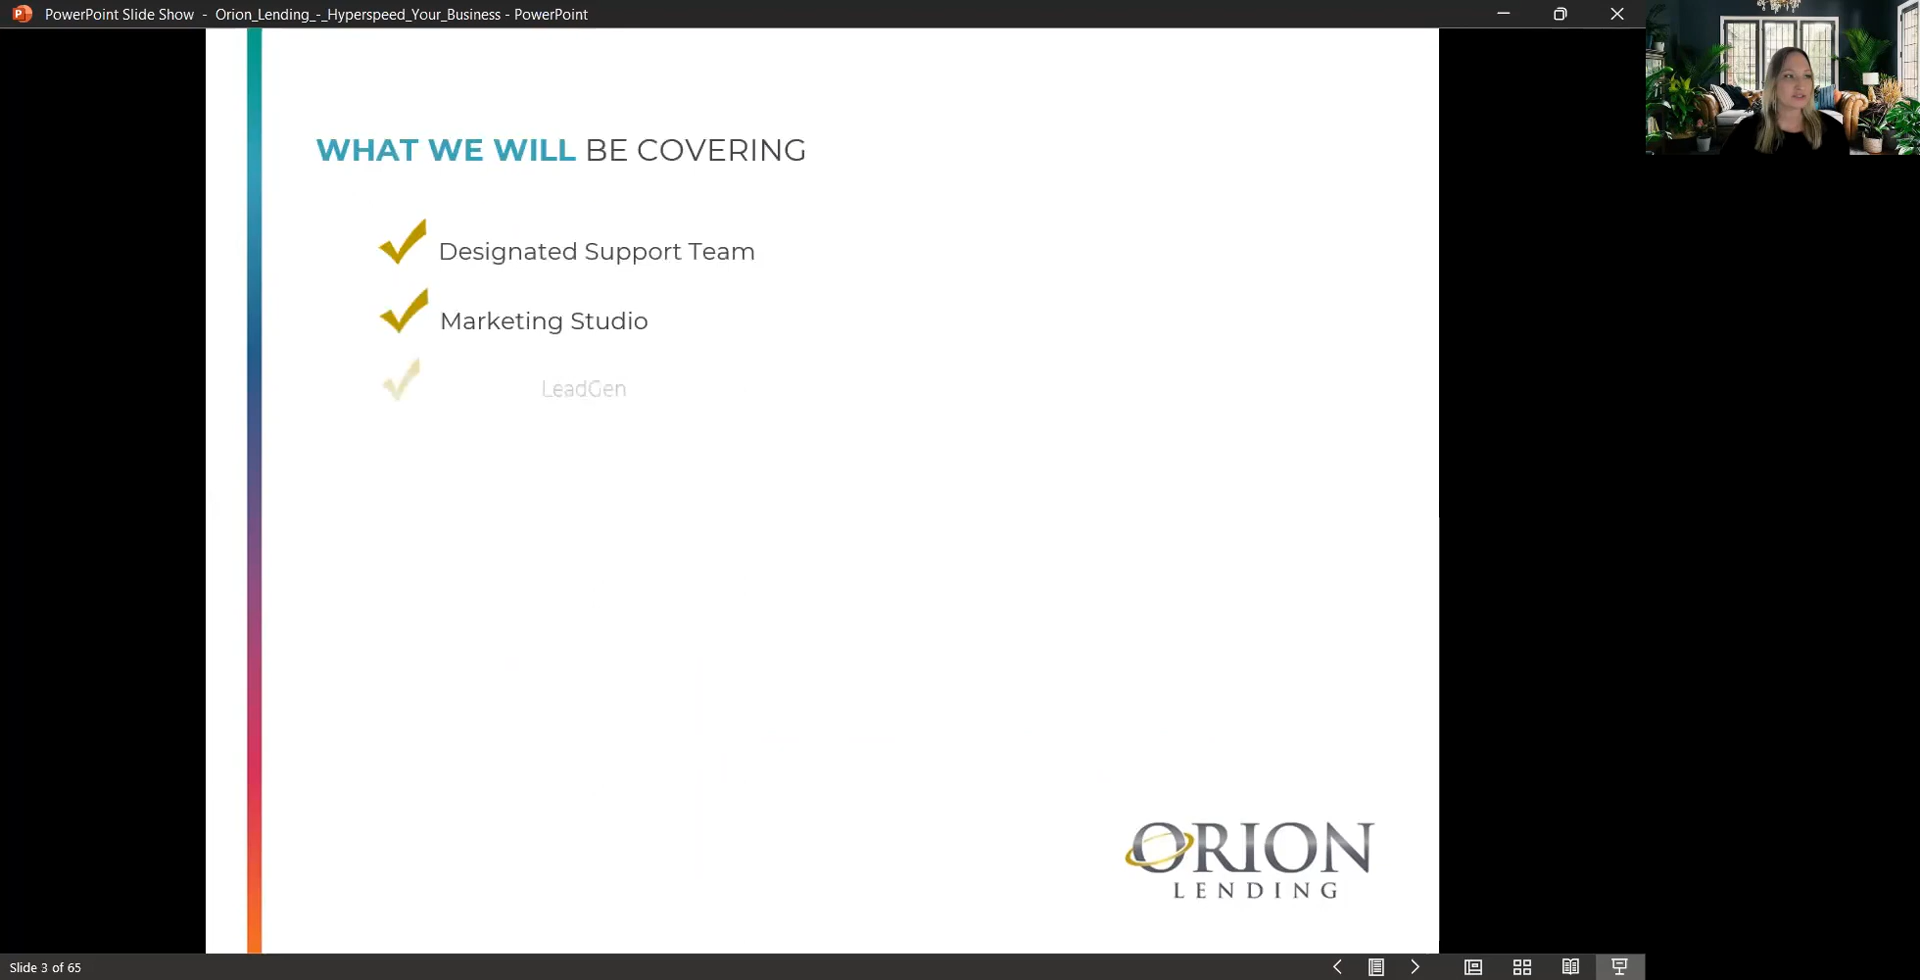 PowerPoint Slide Show - Orion_Lending_-_Hyperspeed_Your_Business - PowerPoint
WHAT WE WILL BE COVERING
Designated Support Team
Marketing Studio
LeadGen
ORION
LENDING
Slide 3 of 65